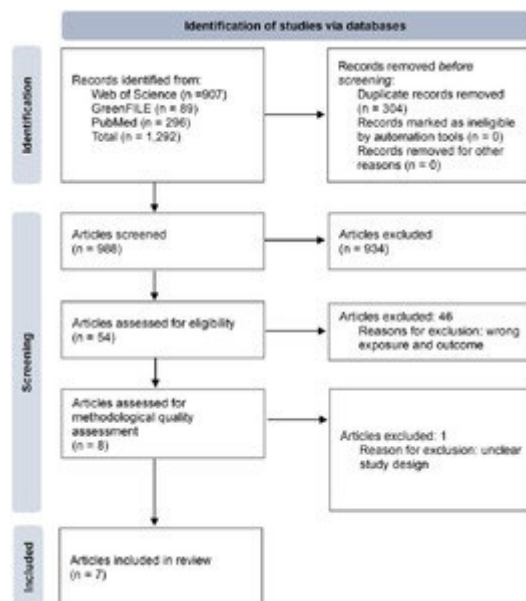 Identification of studies via databases
Identification
Records identified from:
Web of Science (n =907)
GreenFILE (n = 89)
PubMed (n = 296)
Total (n = 1,292)
Records removed before
screening:
Duplicate records removed
(n = 304)
Records marked as ineligible
by automation tools (n = 0)
Records removed for other
reasons (n = 0)
Screening
Articles screened
(n = 988)
Articles excluded
(n = 934)
Articles assessed for eligibility
(n = 54)
Articles excluded: 46
Reasons for exclusion: wrong
exposure and outcome
Articles assessed for
methodological quality
assessment
(n = 8)
Articles excluded: 1
Reason for exclusion: unclear
study design
Included
Articles included in review
(n = 7)